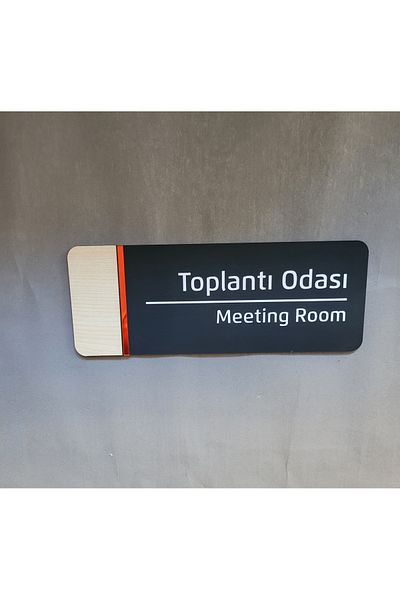 Toplantı Odası
Meeting Room